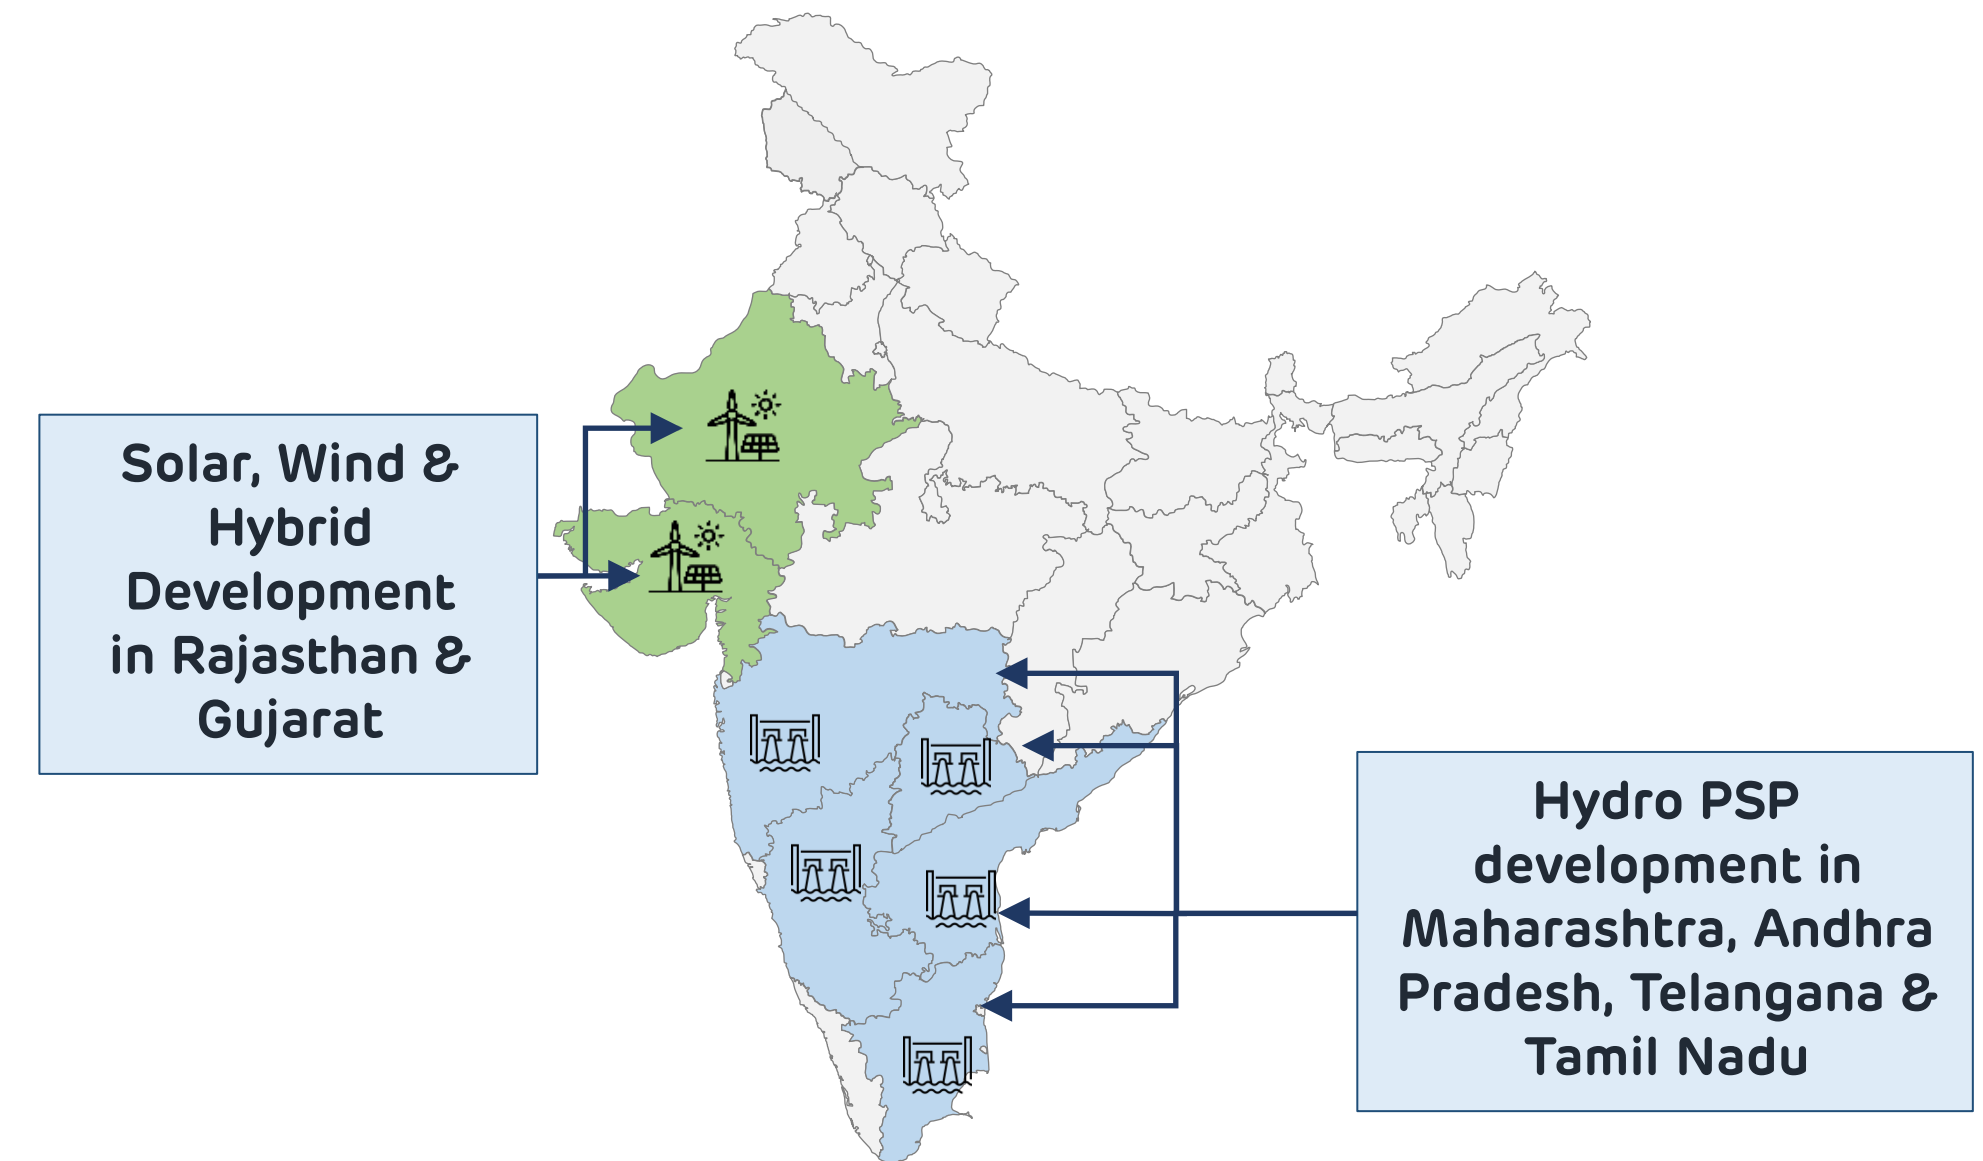 Solar, Wind &
Hybrid
Development
in Rajasthan &
Gujarat
Hydro PSP
development in
Maharashtra, Andhra
Pradesh, Telangana &
Tamil Nadu